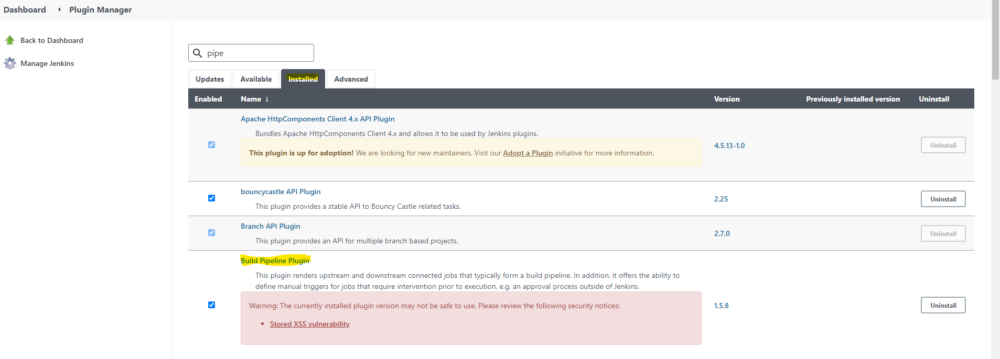 Dashboard Plugin Manager
Back to Dashboard
Manage Jenkins
pipe
Updates Available Installed Advanced
Enabled Name ↓ Version Previously installed version Uninstall
Apache HttpComponents Client 4.x API Plugin
Bundles Apache HttpComponents Client 4.x and allows it to be used by Jenkins plugins.
This plugin is up for adoption! We are looking for new maintainers. Visit our Adopt a Plugin initiative for more information.
4.5.13-1.0
Uninstall
bouncycastle API Plugin
This plugin provides a stable API to Bouncy Castle related tasks.
2.25
Uninstall
Branch API Plugin
This plugin provides an API for multiple branch based projects.
2.7.0
Uninstall
Build Pipeline Plugin
This plugin renders upstream and downstream connected jobs that typically form a build pipeline. In addition, it offers the ability to
define manual triggers for jobs that require intervention prior to execution, e.g. an approval process outside of Jenkins.
Warning: The currently installed plugin version may not be safe to use. Please review the following security notices:
• Stored XSS vulnerability
1.5.8
Uninstall